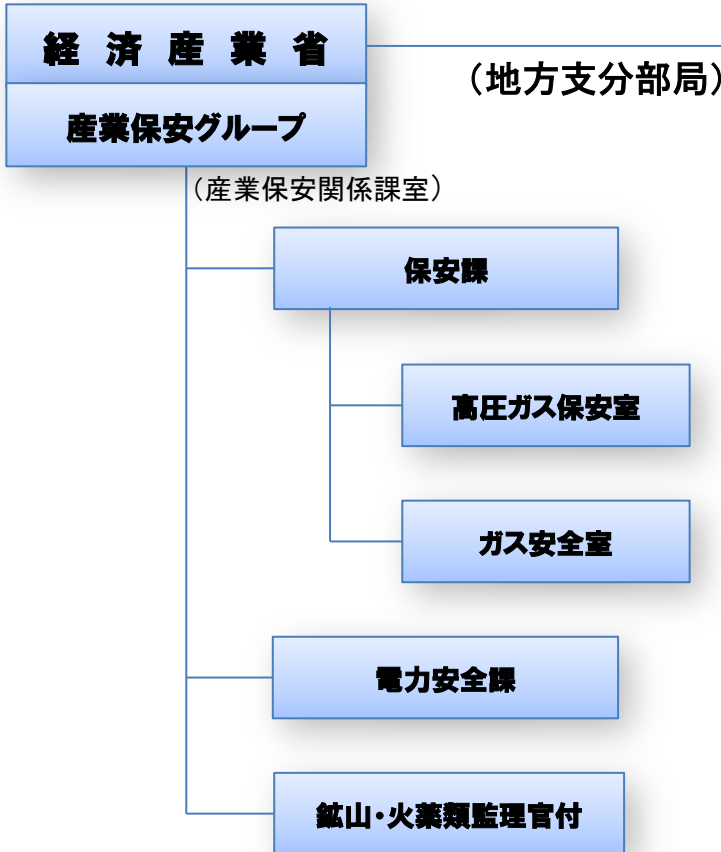 経 済 産 業 省
（地方支分部局）
産業保安グループ
（産業保安関係課室）
保安課
高圧ガス保安室
ガス安全室
電力安全課
鉱山・火薬類監理官付